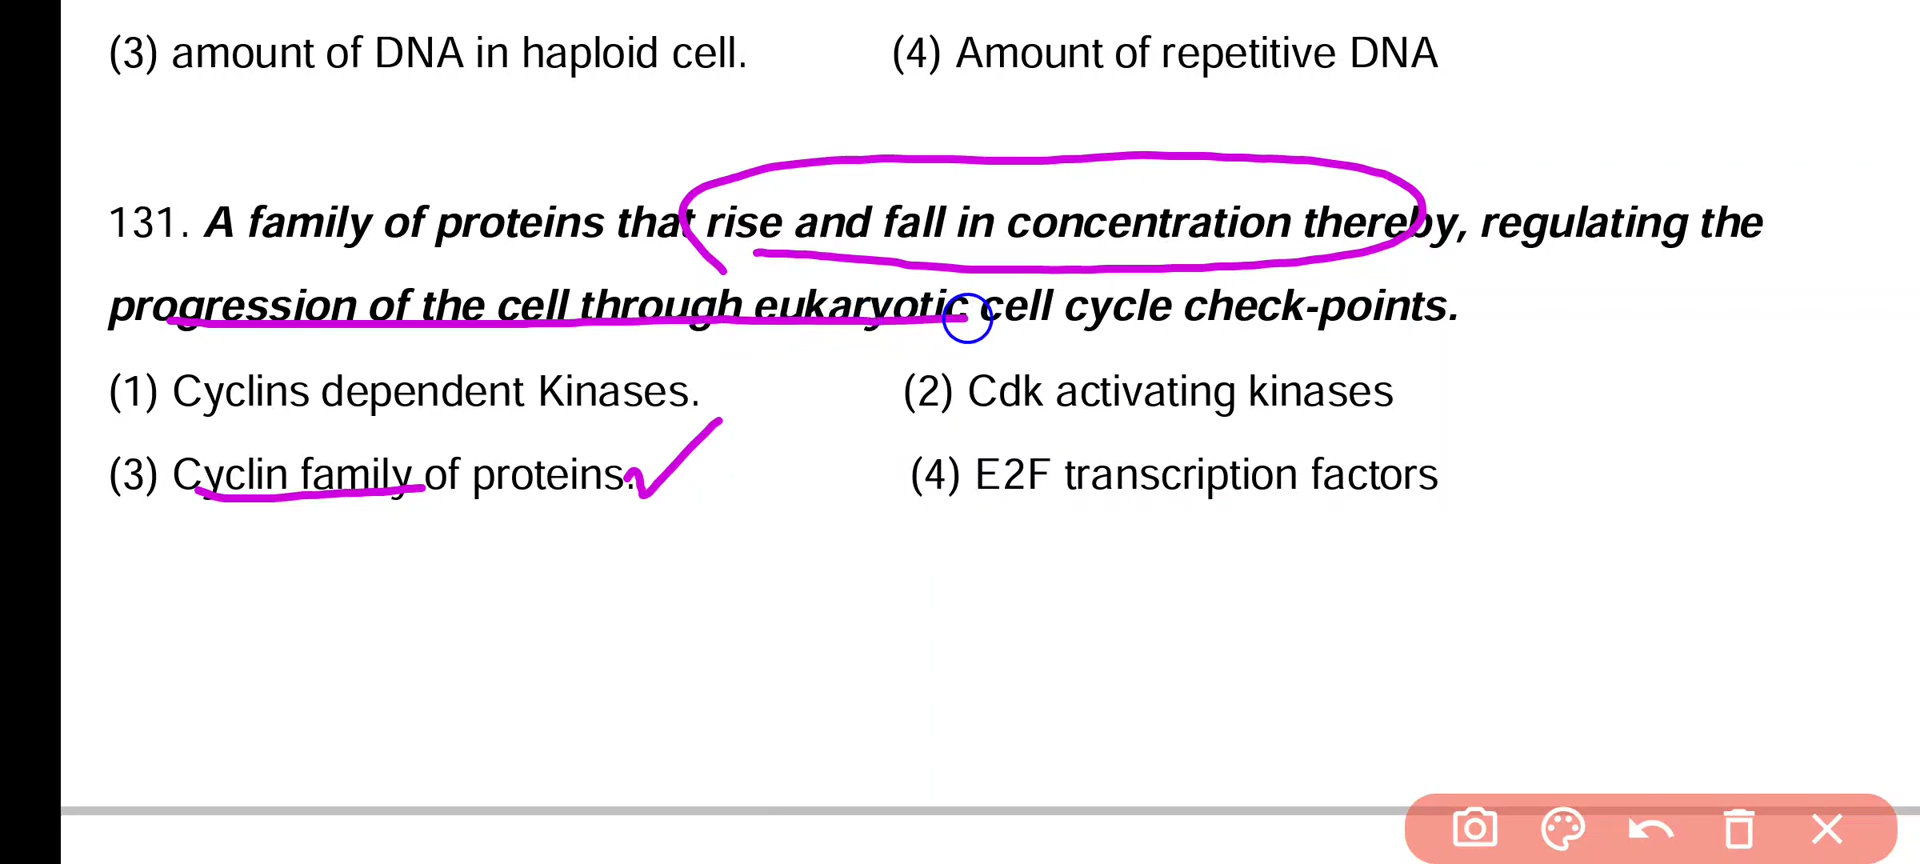 (3) amount of DNA in haploid cell. (4) Amount of repetitive DNA
131. A family of proteins that rise and fall in concentration thereby, regulating the
progression of the cell through eukaryotic cell cycle check-points.
(1) Cyclins dependent Kinases. (2) Cdk activating kinases
(3) Cyclin family of proteins. (4) E2F transcription factors